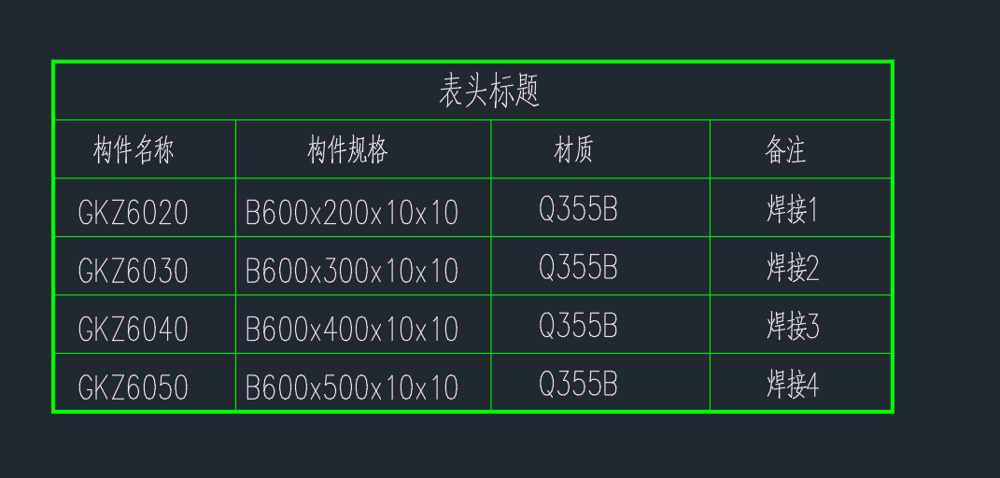 表头标题
构件名称 构件规格 材质 备注
GKZ6020 B600x200x10x10 Q355B 焊接1
GKZ6030 B600x300x10x10 Q355B 焊接2
GKZ6040 B600x400x10x10 Q355B 焊接3
GKZ6050 B600x500x10x10 Q355B 焊接4